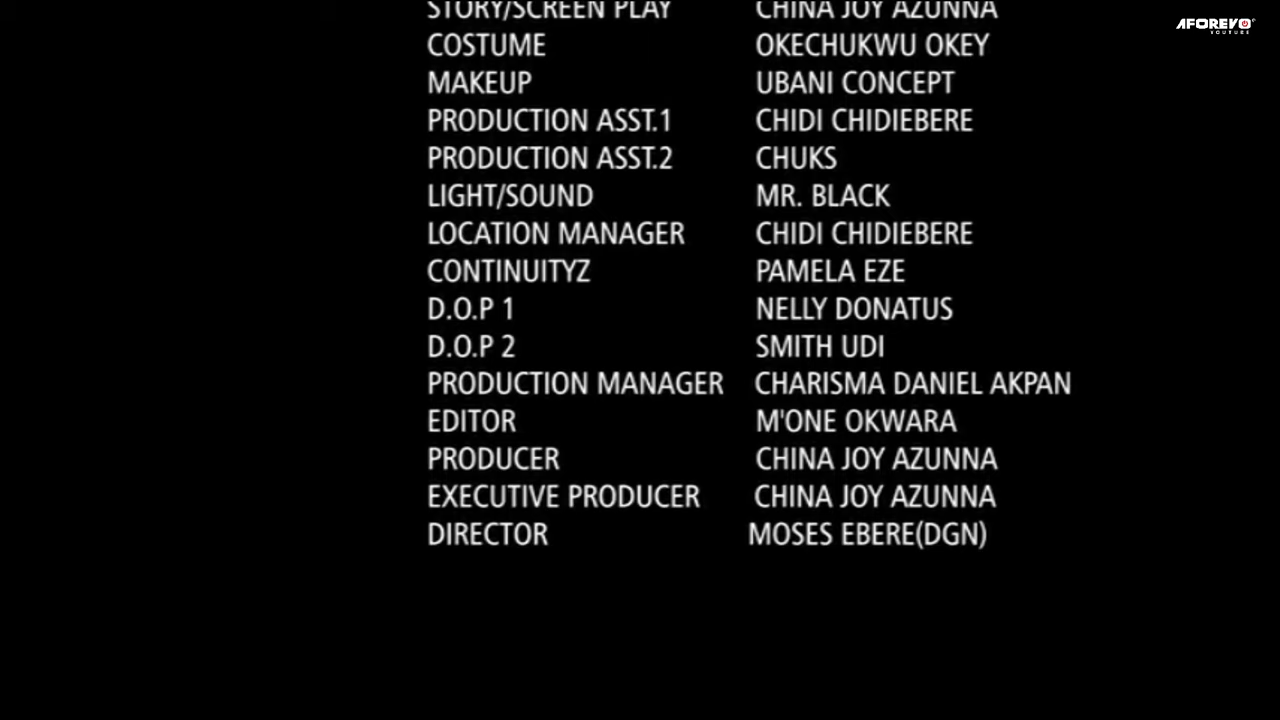 STORY/SCREEN PLAY CHINA JOY AZUNNA
AFOREVO
YOUTUBE
COSTUME OKECHUKWU OKEY
MAKEUP UBANI CONCEPT
PRODUCTION ASST.1 CHIDI CHIDIEBERE
PRODUCTION ASST.2 CHUKS
LIGHT/SOUND MR. BLACK
LOCATION MANAGER CHIDI CHIDIEBERE
CONTINUITYZ PAMELA EZE
D.O.P 1 NELLY DONATUS
D.O.P 2 SMITH UDI
PRODUCTION MANAGER CHARISMA DANIEL AKPAN
EDITOR M'ONE OKWARA
PRODUCER CHINA JOY AZUNNA
EXECUTIVE PRODUCER CHINA JOY AZUNNA
DIRECTOR MOSES EBERE(DGN)